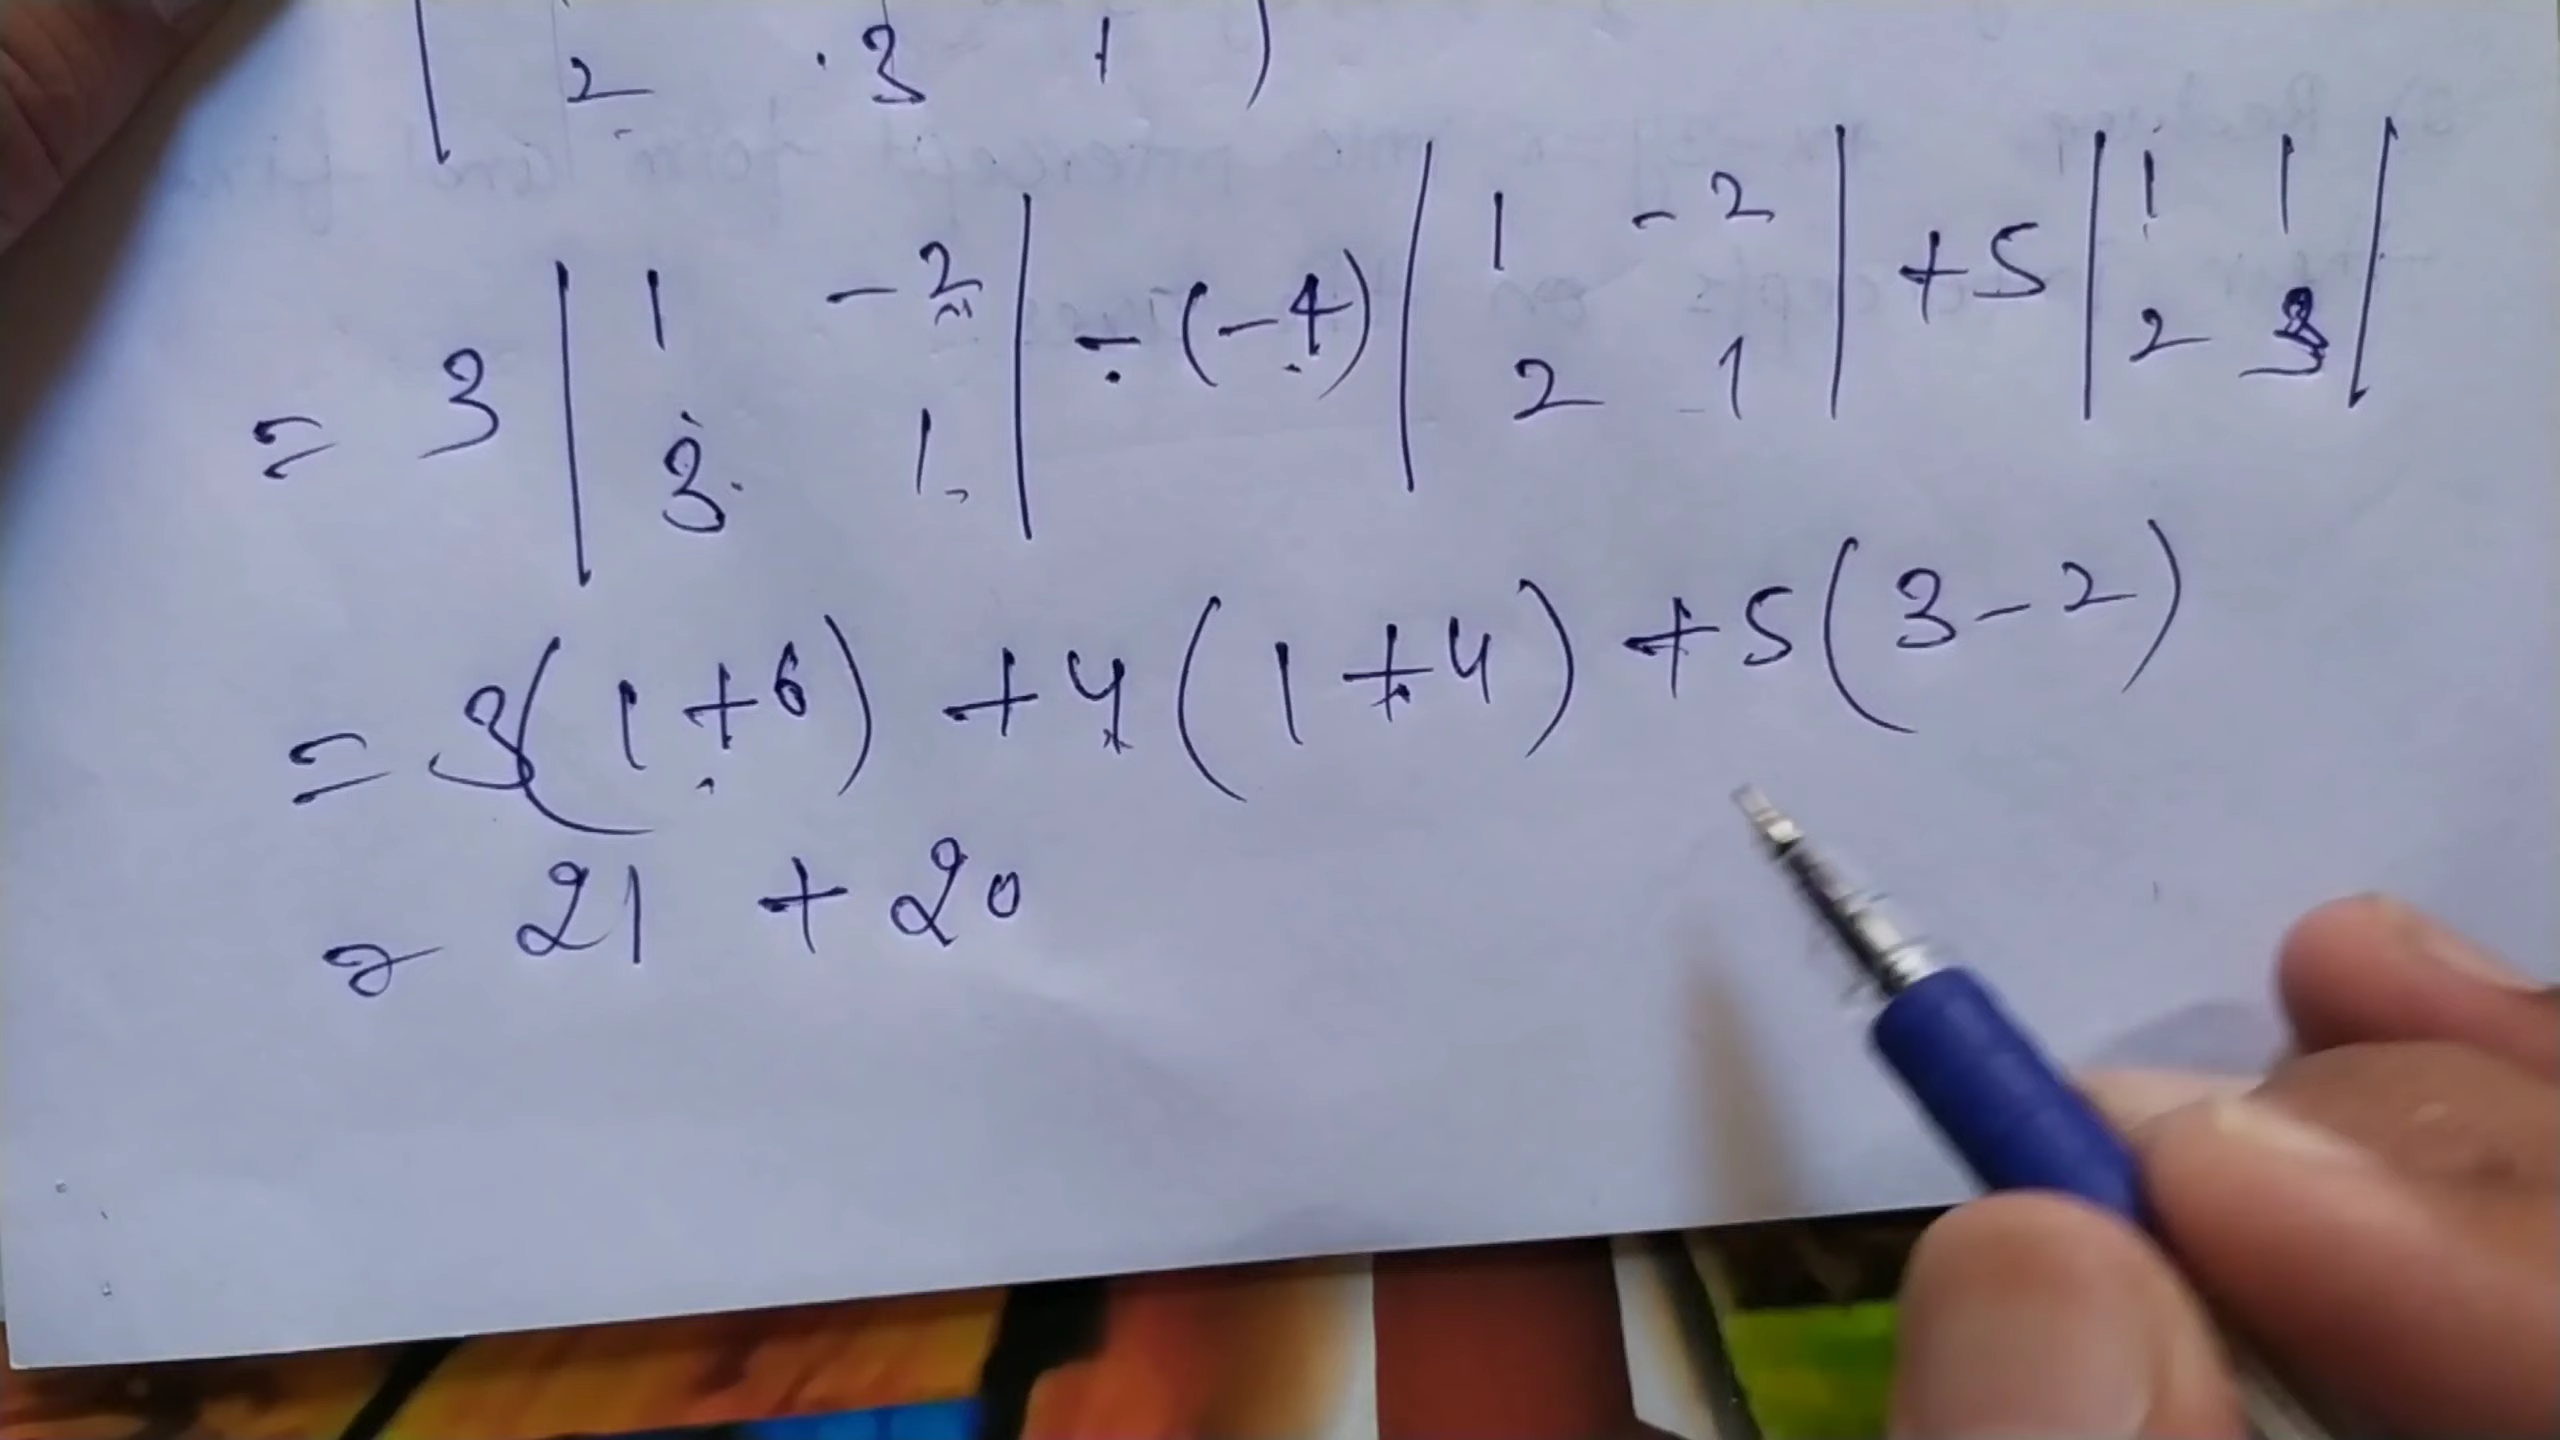 | 2 3 1 |
= 3 | 1 -2 | - (-4) | 1 -2 | + 5 | 1 1 |
| 3 1 | | 2 1 | | 2 3 |
= 3(1+6) + 4(1+4) + 5(3-2)
= 21 + 20